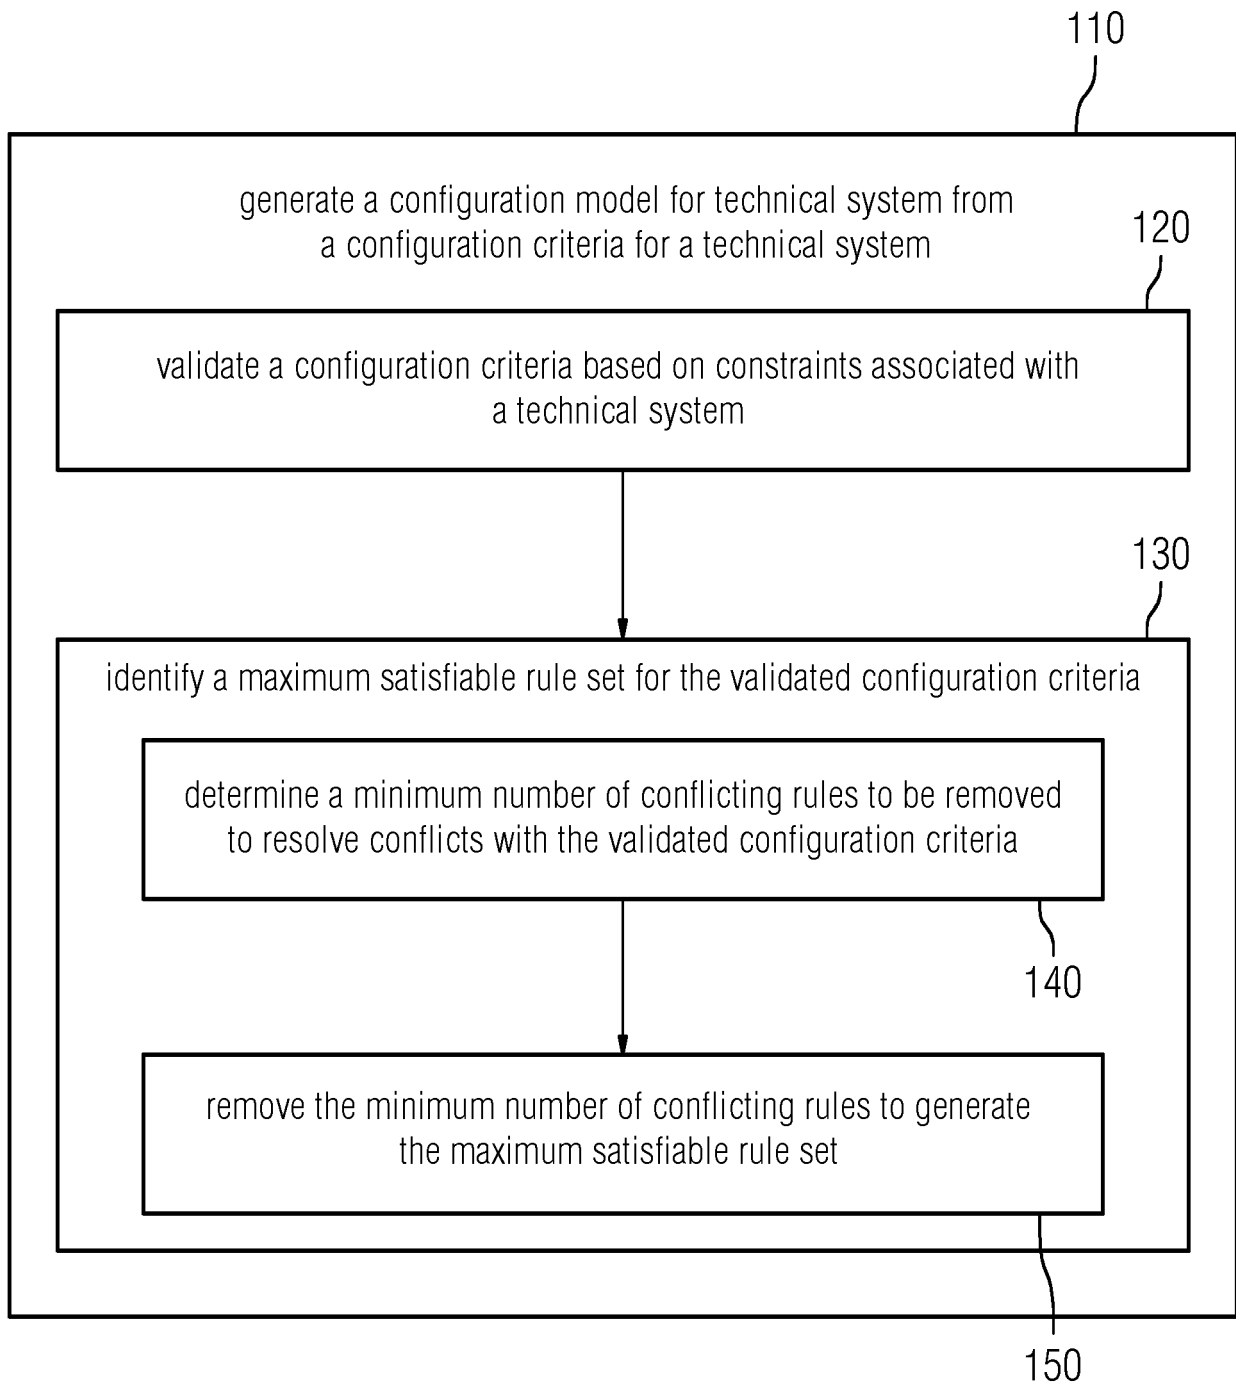 110
generate a configuration model for technical system from
a configuration criteria for a technical system
120
validate a configuration criteria based on constraints associated with
a technical system
130
identify a maximum satisfiable rule set for the validated configuration criteria
determine a minimum number of conflicting rules to be removed
to resolve conflicts with the validated configuration criteria
140
remove the minimum number of conflicting rules to generate
the maximum satisfiable rule set
150